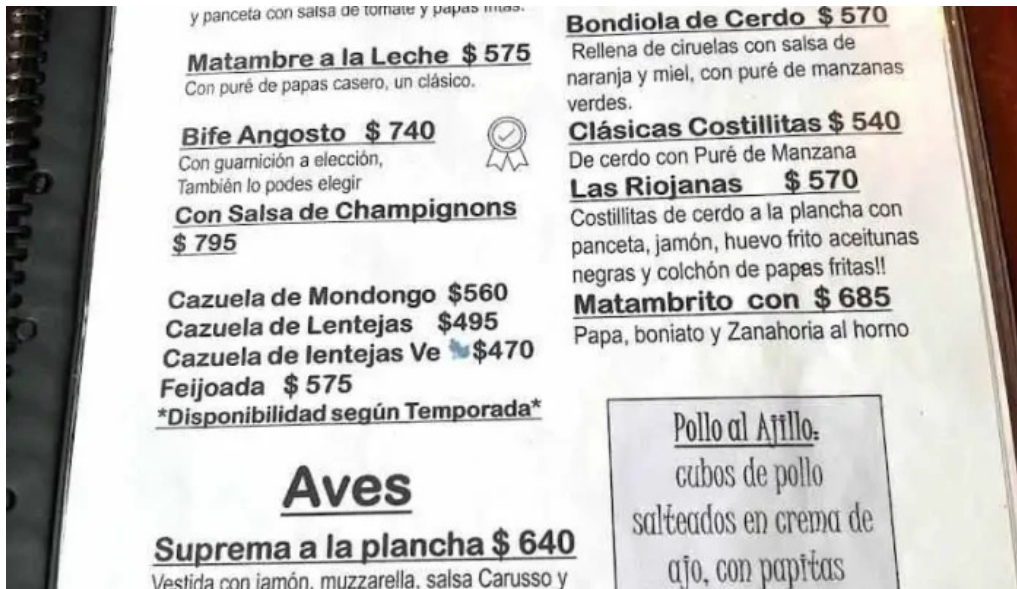 y panceta con salsa de tomate y papas fritas.
Matambre a la Leche $ 575
Con puré de papas casero, un clásico.
Bife Angosto $ 740
Con guarnición a elección,
También lo podes elegir
Con Salsa de Champignons
$ 795
Cazuela de Mondongo $560
Cazuela de Lentejas $495
Cazuela de lentejas Ve $470
Feijoada $ 575
*Disponibilidad según Temporada*
Aves
Suprema a la plancha $ 640
Vestida con jamón, muzzarella, salsa Carusso y
Bondiola de Cerdo $ 570
Rellena de ciruelas con salsa de
naranja y miel, con puré de manzanas
verdes.
Clásicas Costillitas $ 540
De cerdo con Puré de Manzana
Las Riojanas $ 570
Costillitas de cerdo a la plancha con
panceta, jamón, huevo frito aceitunas
negras y colchón de papas fritas!!
Matambrito con $ 685
Papa, boniato y Zanahoria al horno
Pollo al Ajillo:
cubos de pollo
salteados en crema de
ajo, con papitas